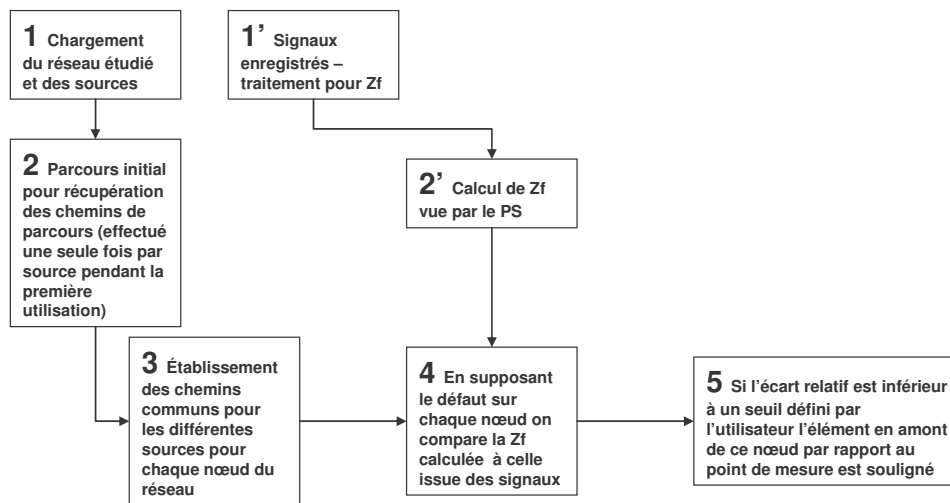 1 Chargement
du réseau étudié
et des sources
1’ Signaux
enregistrés –
traitement pour Zf
2 Parcours initial
pour récupération
des chemins de
parcours (effectué
une seule fois par
source pendant la
première
utilisation)
2’ Calcul de Zf
vue par le PS
3 Établissement
des chemins
communs pour
les différentes
sources pour
chaque nœud du
réseau
4 En supposant
le défaut sur
chaque nœud on
compare la Zf
calculée à celle
issue des signaux
5 Si l’écart relatif est inférieur
à un seuil défini par
l’utilisateur l’élément en amont
de ce nœud par rapport au
point de mesure est souligné